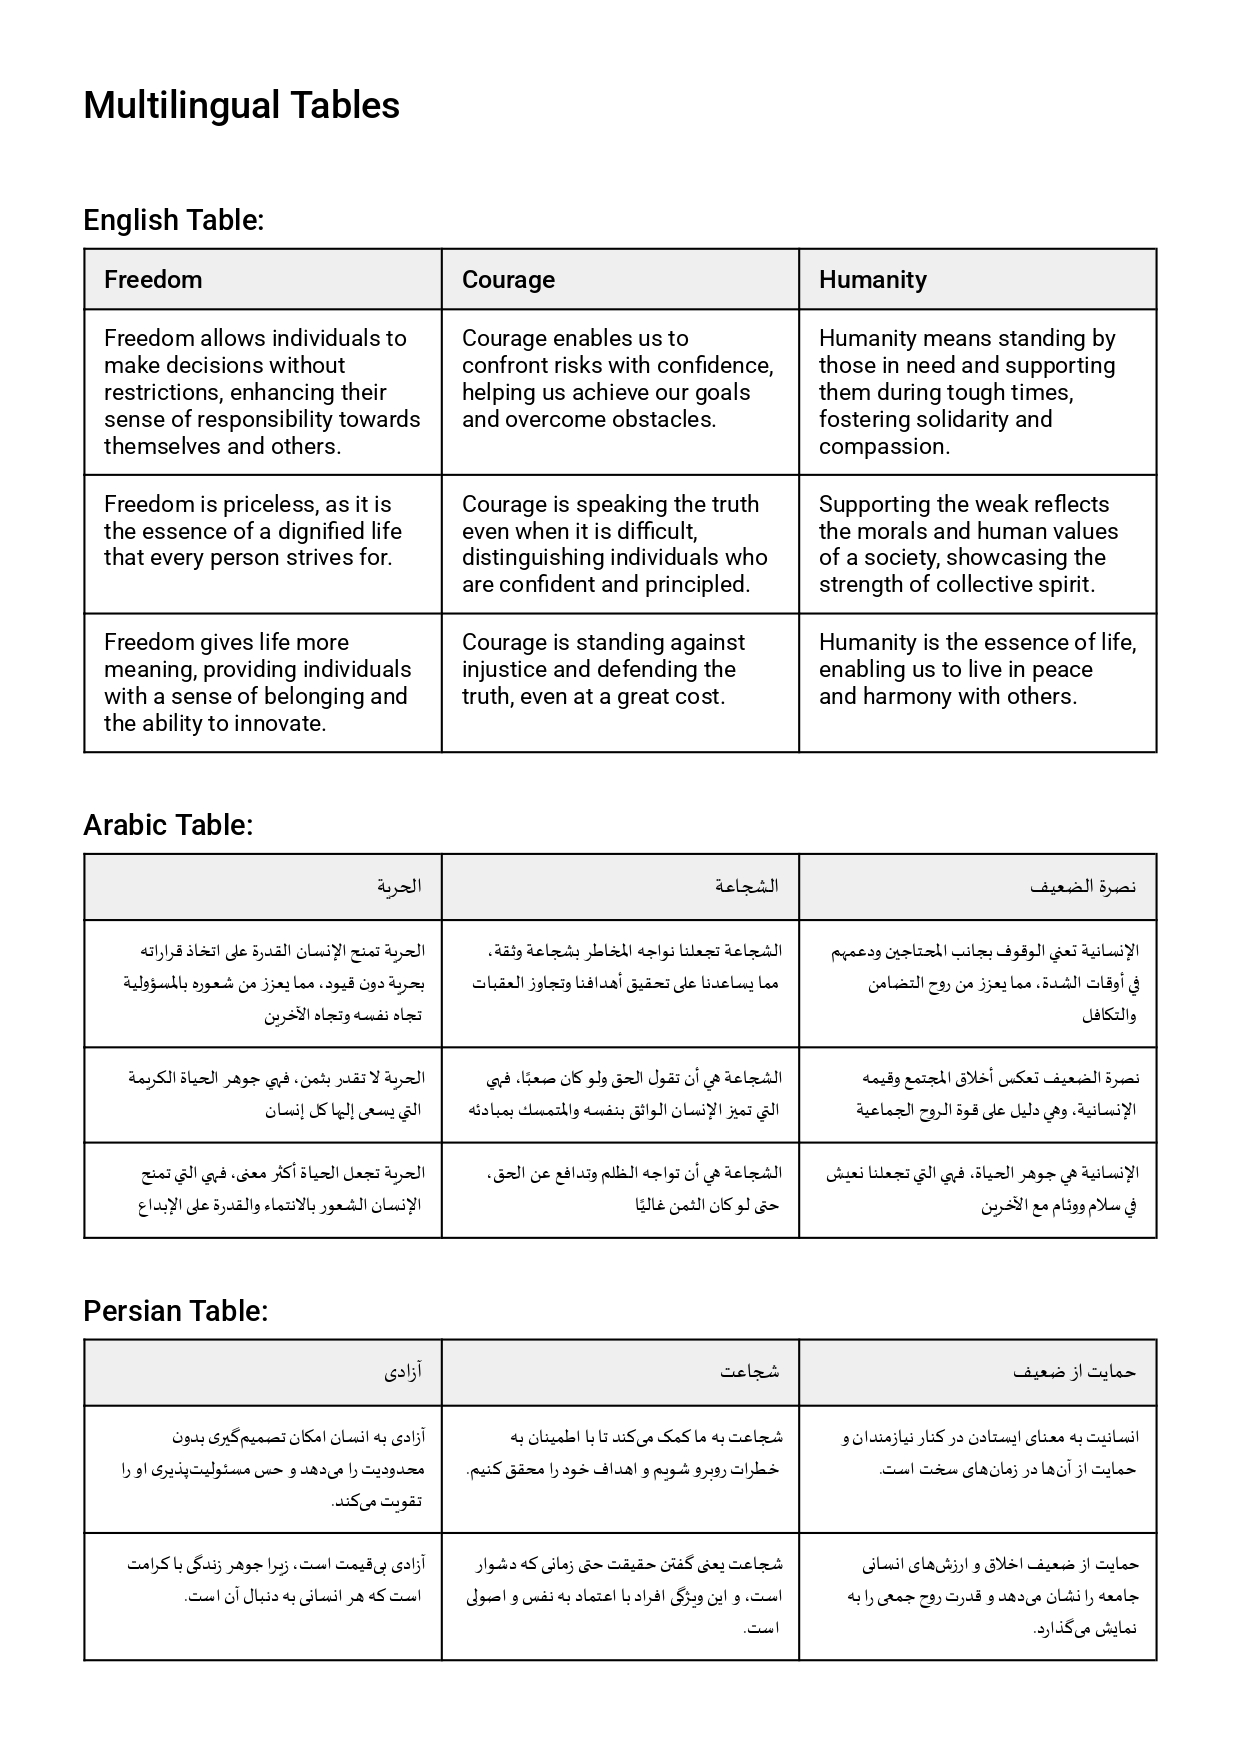 Multilingual Tables
English Table:
Freedom
Courage
Humanity
Freedom allows individuals to
make decisions without
restrictions, enhancing their
sense of responsibility towards
themselves and others.
Courage enables us to
confront risks with confidence,
helping us achieve our goals
and overcome obstacles.
Humanity means standing by
those in need and supporting
them during tough times,
fostering solidarity and
compassion.
Freedom is priceless, as it is
the essence of a dignified life
that every person strives for.
Courage is speaking the truth
even when it is difficult,
distinguishing individuals who
are confident and principled.
Supporting the weak reflects
the morals and human values
of a society, showcasing the
strength of collective spirit.
Freedom gives life more
meaning, providing individuals
with a sense of belonging and
the ability to innovate.
Courage is standing against
injustice and defending the
truth, even at a great cost.
Humanity is the essence of life,
enabling us to live in peace
and harmony with others.
Arabic Table:
الحرية
الشجاعة
نصرة الضعيف
الحرية تمنح الإنسان القدرة على اتخاذ قراراته
بحرية دون قيود، مما يعزز من شعوره بالمسؤولية
تجاه نفسه وتجاه الآخرين
الشجاعة تجعلنا نواجه المخاطر بشجاعة وثقة،
مما يساعدنا على تحقيق أهدافنا وتجاوز العقبات
الإنسانية تعني الوقوف بجانب المحتاجين ودعمهم
في أوقات الشدة، مما يعزز من روح التضامن
والتكافل
الحرية لا تقدر بثمن، فهي جوهر الحياة الكريمة
التي يسعى إليها كل إنسان
الشجاعة هي أن تقول الحق ولو كان صعبًا، فهي
التي تميز الإنسان الواثق بنفسه والمتمسك بمبادئه
نصرة الضعيف تعكس أخلاق المجتمع وقيمه
الإنسانية، وهي دليل على قوة الروح الجماعية
الحرية تجعل الحياة أكثر معنى، فهي التي تمنح
الإنسان الشعور بالانتماء والقدرة على الإبداع
الشجاعة هي أن تواجه الظلم وتدافع عن الحق،
حتى لو كان الثمن غاليًا
الإنسانية هي جوهر الحياة، فهي التي تجعلنا نعيش
في سلام ووئام مع الآخرين
Persian Table:
آزادی
شجاعت
حمایت از ضعیف
آزادی به انسان امکان تصمیم‌گیری بدون
محدودیت را می‌دهد و حس مسئولیت‌پذیری او را
تقویت می‌کند.
شجاعت به ما کمک می‌کند تا با اطمینان به
خطرات روبرو شویم و اهداف خود را محقق کنیم.
انسانیت به معنای ایستادن در کنار نیازمندان و
حمایت از آن‌ها در زمان‌های سخت است.
آزادی بی‌قیمت است، زیرا جوهر زندگی با کرامت
است که هر انسانی به دنبال آن است.
شجاعت یعنی گفتن حقیقت حتی زمانی که دشوار
است، و این ویژگی افراد با اعتماد به نفس و اصولی
است.
حمایت از ضعیف اخلاق و ارزش‌های انسانی
جامعه را نشان می‌دهد و قدرت روح جمعی را به
نمایش می‌گذارد.